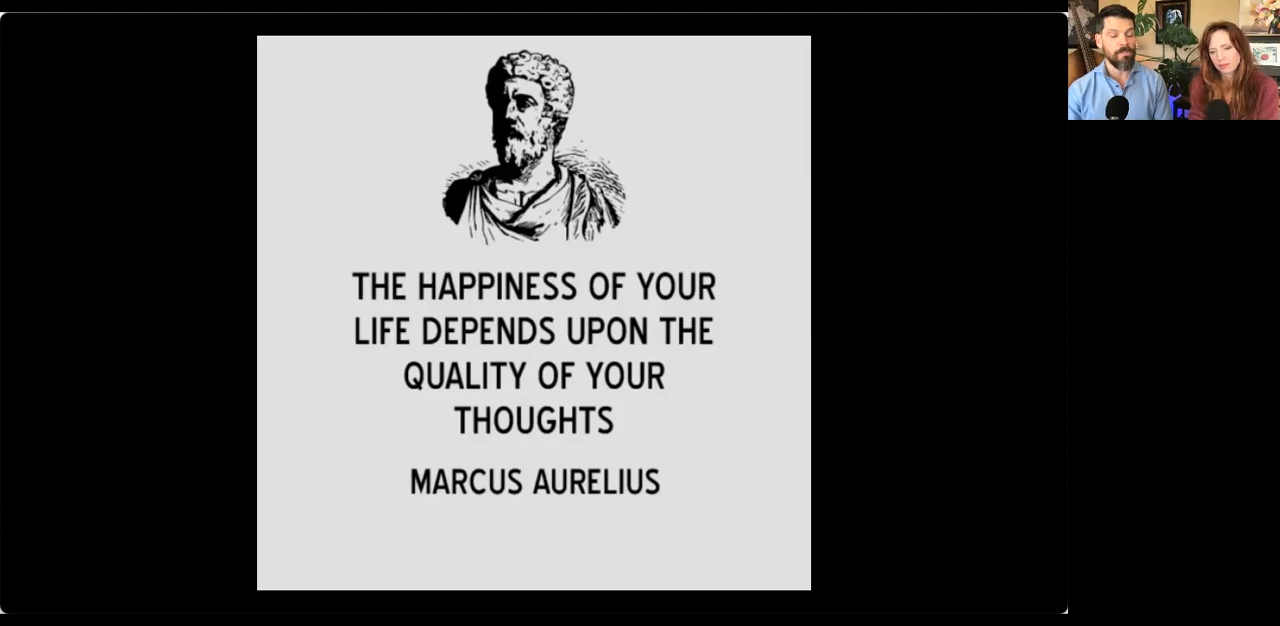 THE HAPPINESS OF YOUR
LIFE DEPENDS UPON THE
QUALITY OF YOUR
THOUGHTS
MARCUS AURELIUS